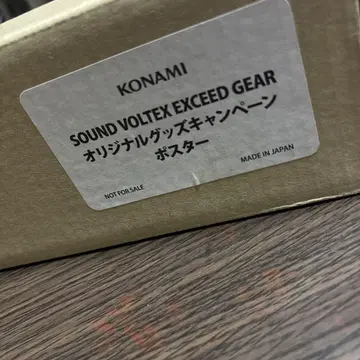 KONAMI
SOUND VOLTEX EXCEED GEAR
オリジナルグッズキャンペーン
ポスター
NOT FOR SALE
MADE IN JAPAN